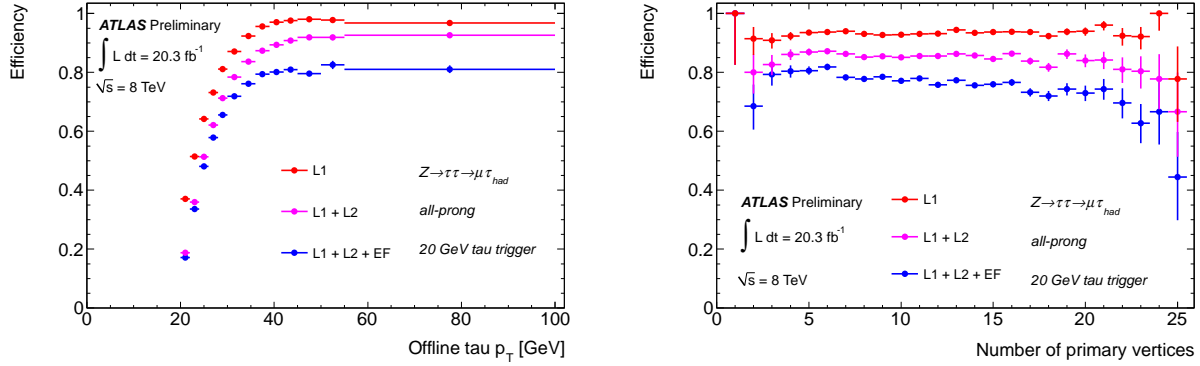 Efficiency
1
0.8
0.6
0.4
0.2
0
ATLAS Preliminary
∫ L dt = 20.3 fb⁻¹
√s = 8 TeV
L1
L1 + L2
L1 + L2 + EF
Z→ττ→μτ_had
all-prong
20 GeV tau trigger
0 20 40 60 80 100
Offline tau p_T [GeV]
Efficiency
1
0.8
0.6
0.4
0.2
0
ATLAS Preliminary
∫ L dt = 20.3 fb⁻¹
√s = 8 TeV
L1
L1 + L2
L1 + L2 + EF
Z→ττ→μτ_had
all-prong
20 GeV tau trigger
0 5 10 15 20 25
Number of primary vertices